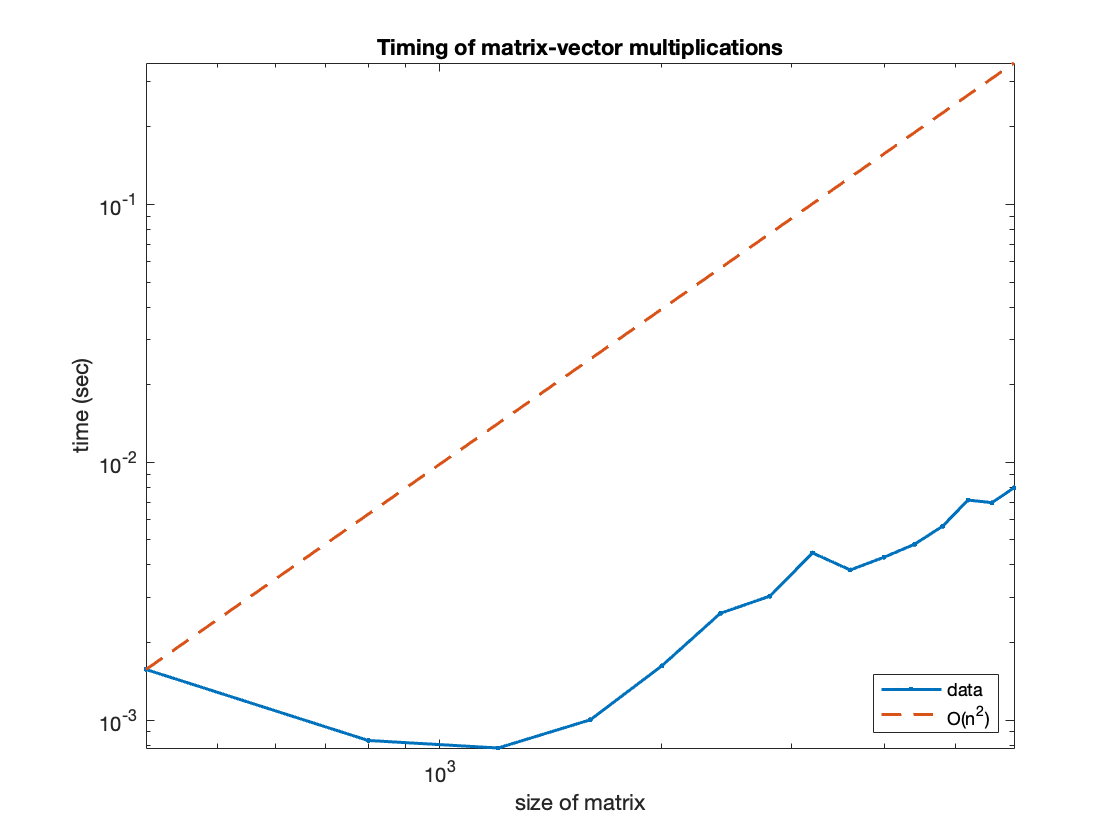 Timing of matrix-vector multiplications
10^-1
10^-2
10^-3
time (sec)
10^3
size of matrix
data
O(n^2)